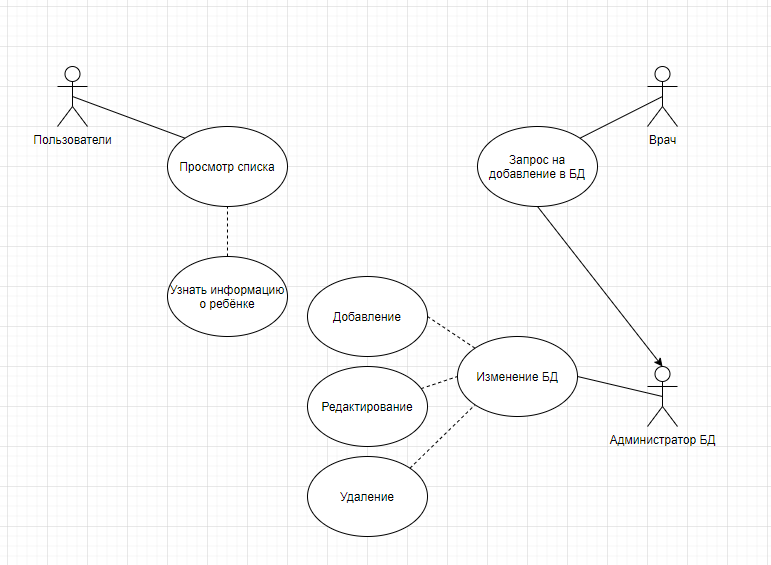 Пользователи
Врач
Просмотр списка
Запрос на
добавление в БД
Узнать информацию
о ребёнке
Добавление
Изменение БД
Редактирование
Администратор БД
Удаление